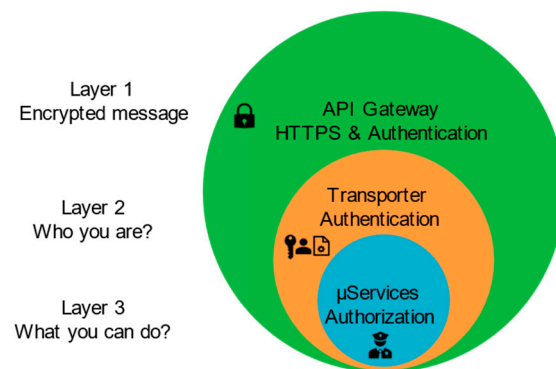 Layer 1
Encrypted message
API Gateway
HTTPS & Authentication
Layer 2
Who you are?
Transporter
Authentication
Layer 3
What you can do?
µServices
Authorization